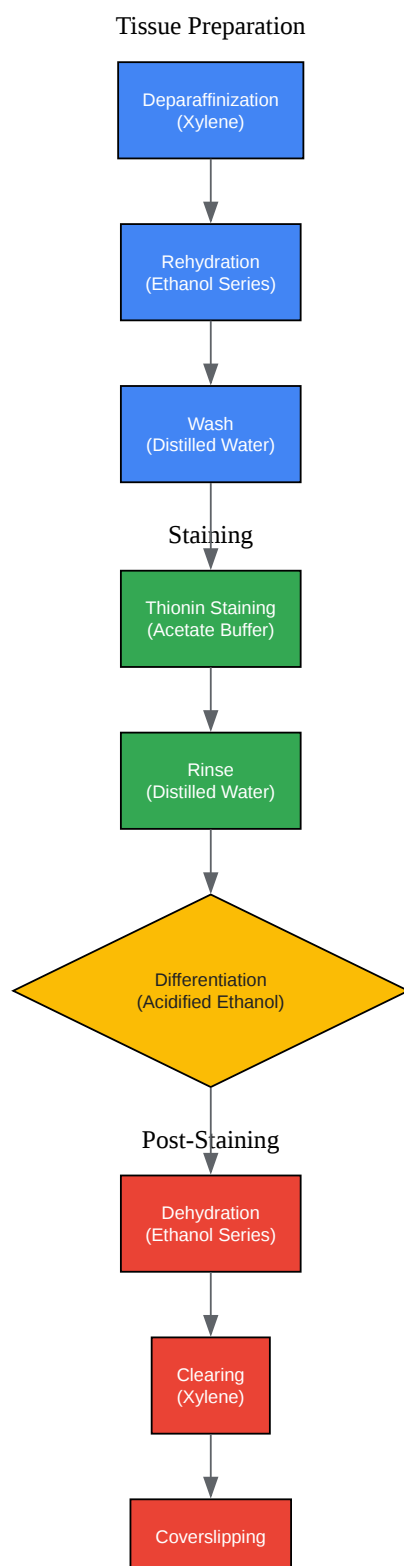 Tissue Preparation
Deparaffinization
(Xylene)
Rehydration
(Ethanol Series)
Wash
(Distilled Water)
Staining
Thionin Staining
(Acetate Buffer)
Rinse
(Distilled Water)
Differentiation
(Acidified Ethanol)
Post-Staining
Dehydration
(Ethanol Series)
Clearing
(Xylene)
Coverslipping